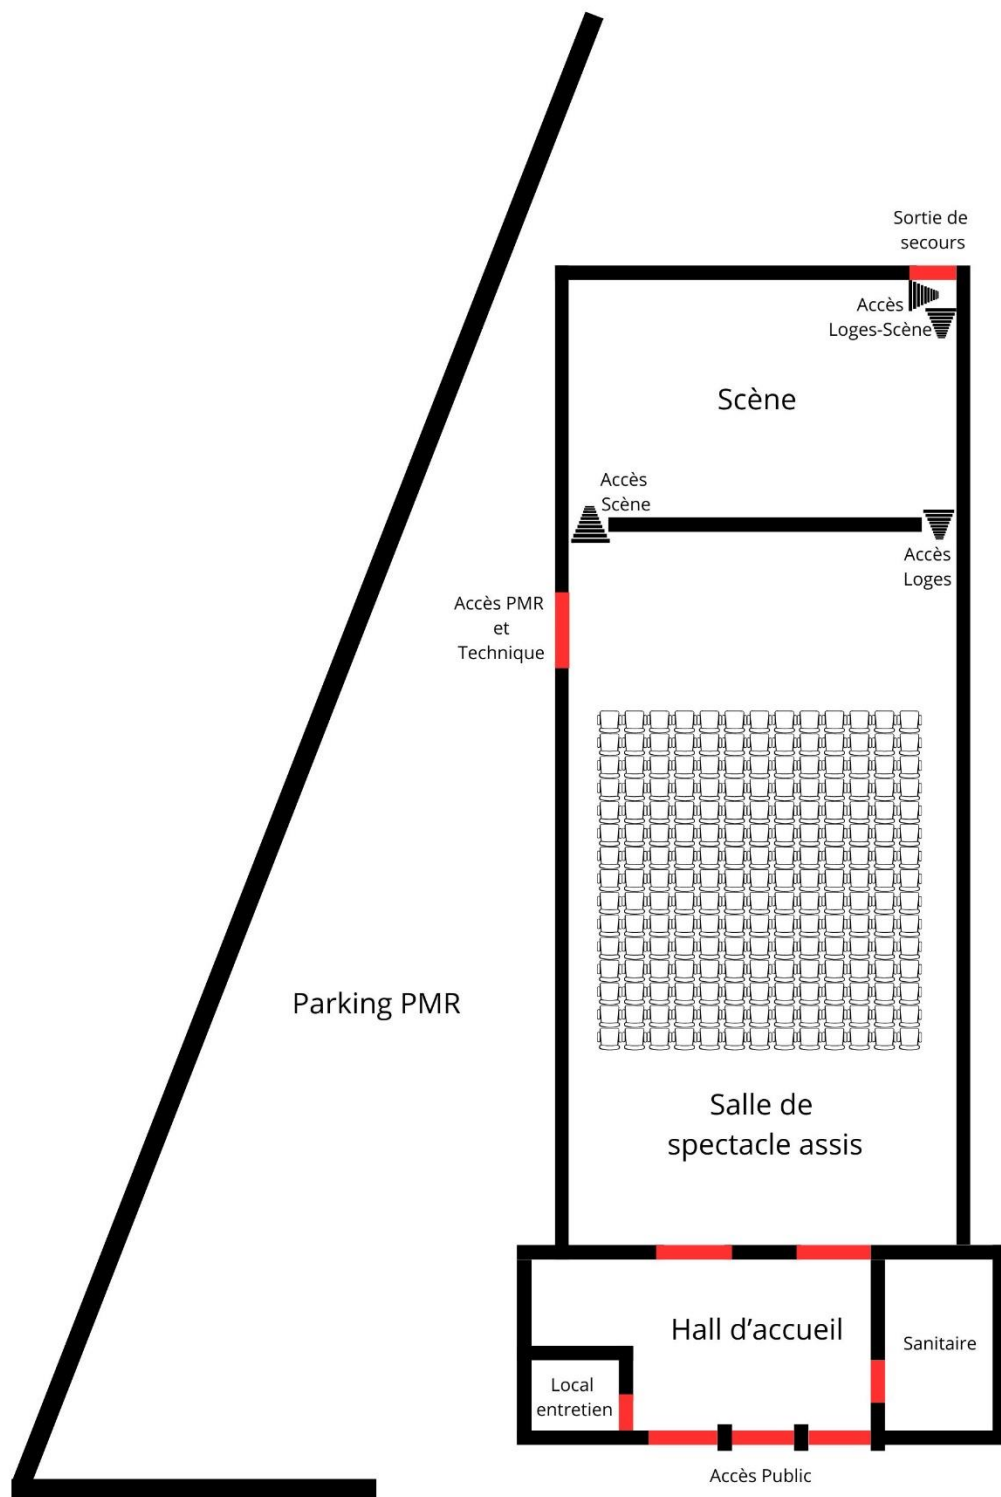 Sortie de
secours
Accès
Loges-Scène
Scène
Accès
Scène
Accès
Loges
Accès PMR
et
Technique
Parking PMR
Salle de
spectacle assis
Hall d’accueil
Sanitaire
Local
entretien
Accès Public